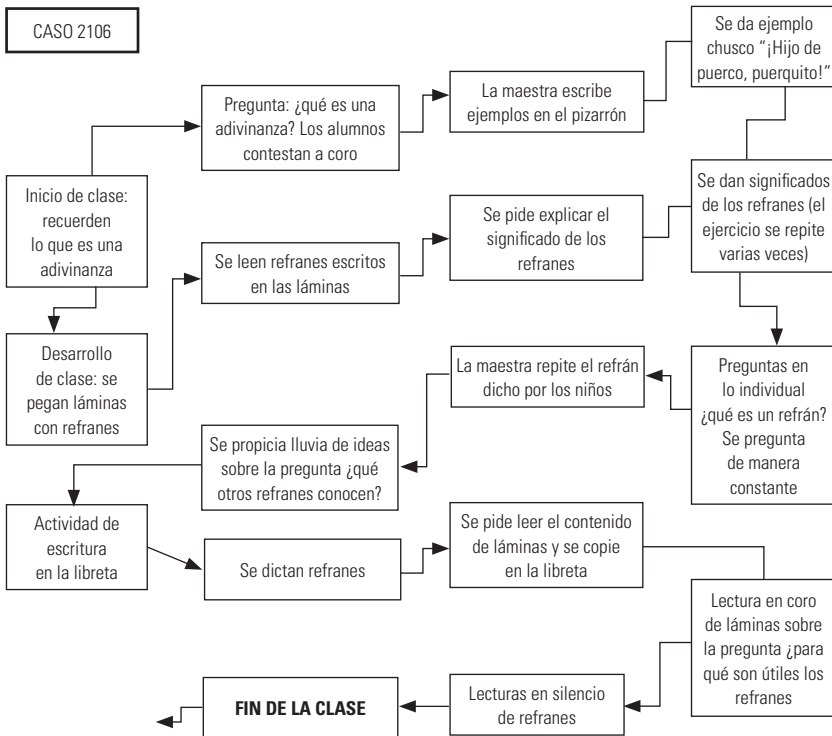 CASO 2106
Se da ejemplo
chusco “¡Hijo de
puerco, puerquito!”
La maestra escribe
ejemplos en el pizarrón
Pregunta: ¿qué es una
adivinanza? Los alumnos
contestan a coro
Inicio de clase:
recuerden
lo que es una
adivinanza
Desarrollo
de clase: se
pegan láminas
con refranes
Se leen refranes escritos
en las láminas
Se pide explicar el
significado de los
refranes
Se dan significados
de los refranes (el
ejercicio se repite
varias veces)
Preguntas en
lo individual
¿qué es un refrán?
Se pregunta
de manera
constante
La maestra repite el refrán
dicho por los niños
Se propicia lluvia de ideas
sobre la pregunta ¿qué
otros refranes conocen?
Actividad de
escritura
en la libreta
Se dictan refranes
Se pide leer el contenido
de láminas y se copie
en la libreta
Lectura en coro
de láminas sobre
la pregunta ¿para
qué son útiles los
refranes
Lecturas en silencio
de refranes
FIN DE LA CLASE